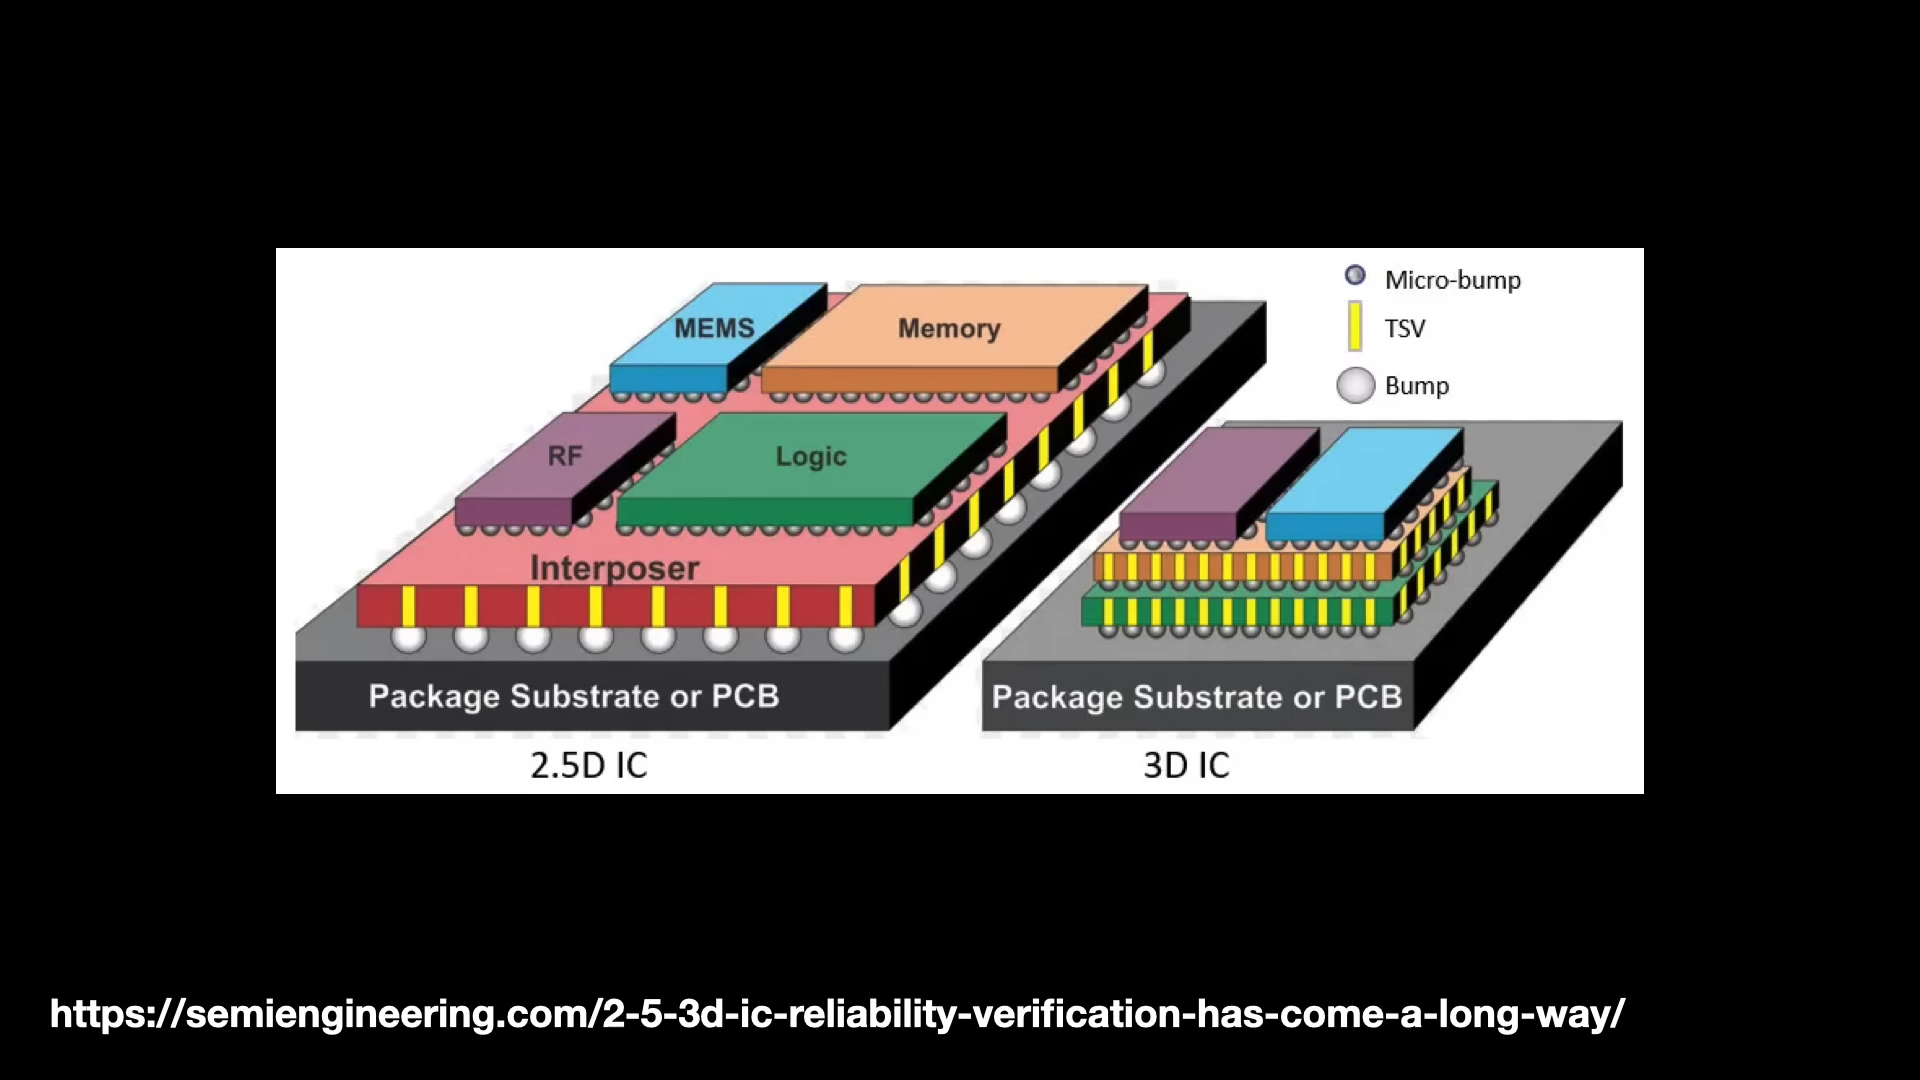 Micro-bump
TSV
Bump
MEMS
Memory
RF
Logic
Interposer
Package Substrate or PCB
Package Substrate or PCB
2.5D IC
3D IC
https://semiengineering.com/2-5-3d-ic-reliability-verification-has-come-a-long-way/